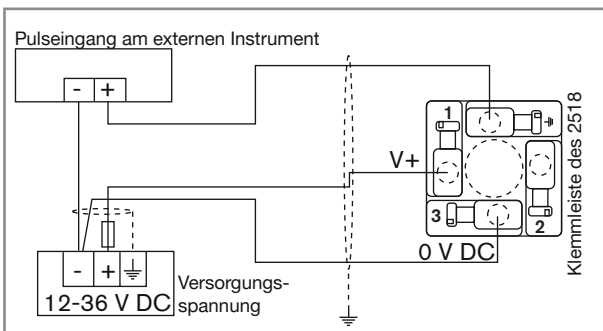 Pulseingang am externen Instrument
- +
1
V+
3
2
0 V DC
Klemmleiste des 2518
- +
12-36 V DC
Versorgungs-
spannung